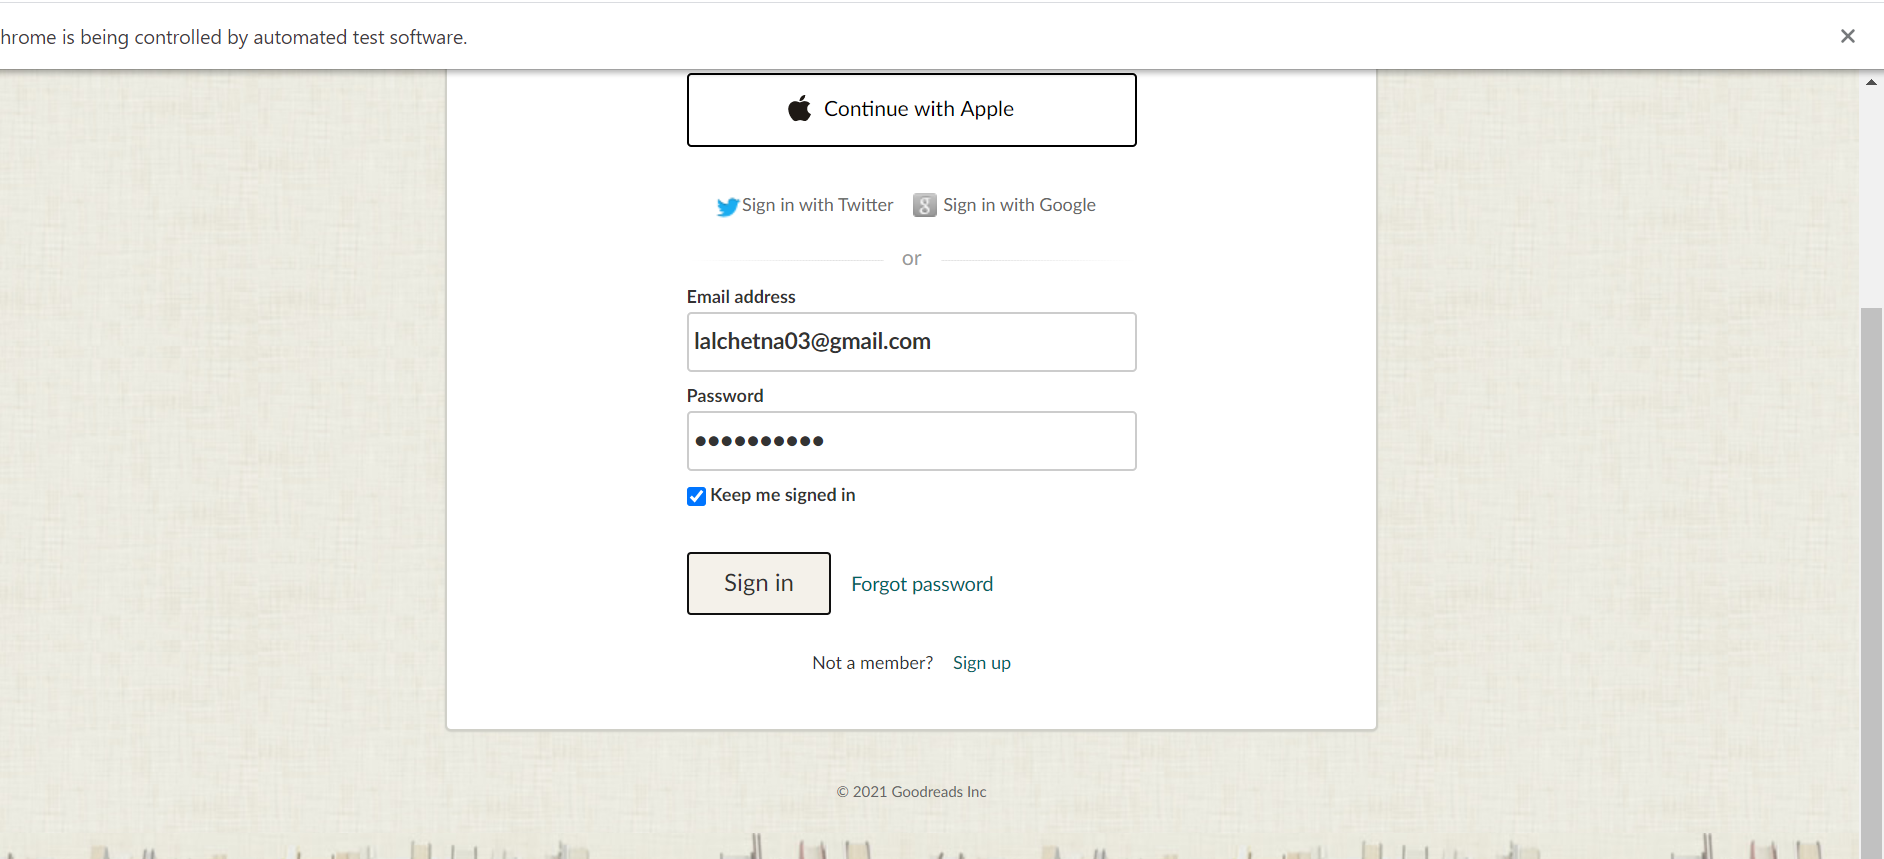 hrome is being controlled by automated test software.
Continue with Apple
Sign in with Twitter g Sign in with Google
or
Email address
lalchetna03@gmail.com
Password
••••••••••
Keep me signed in
Sign in Forgot password
Not a member? Sign up
© 2021 Goodreads Inc